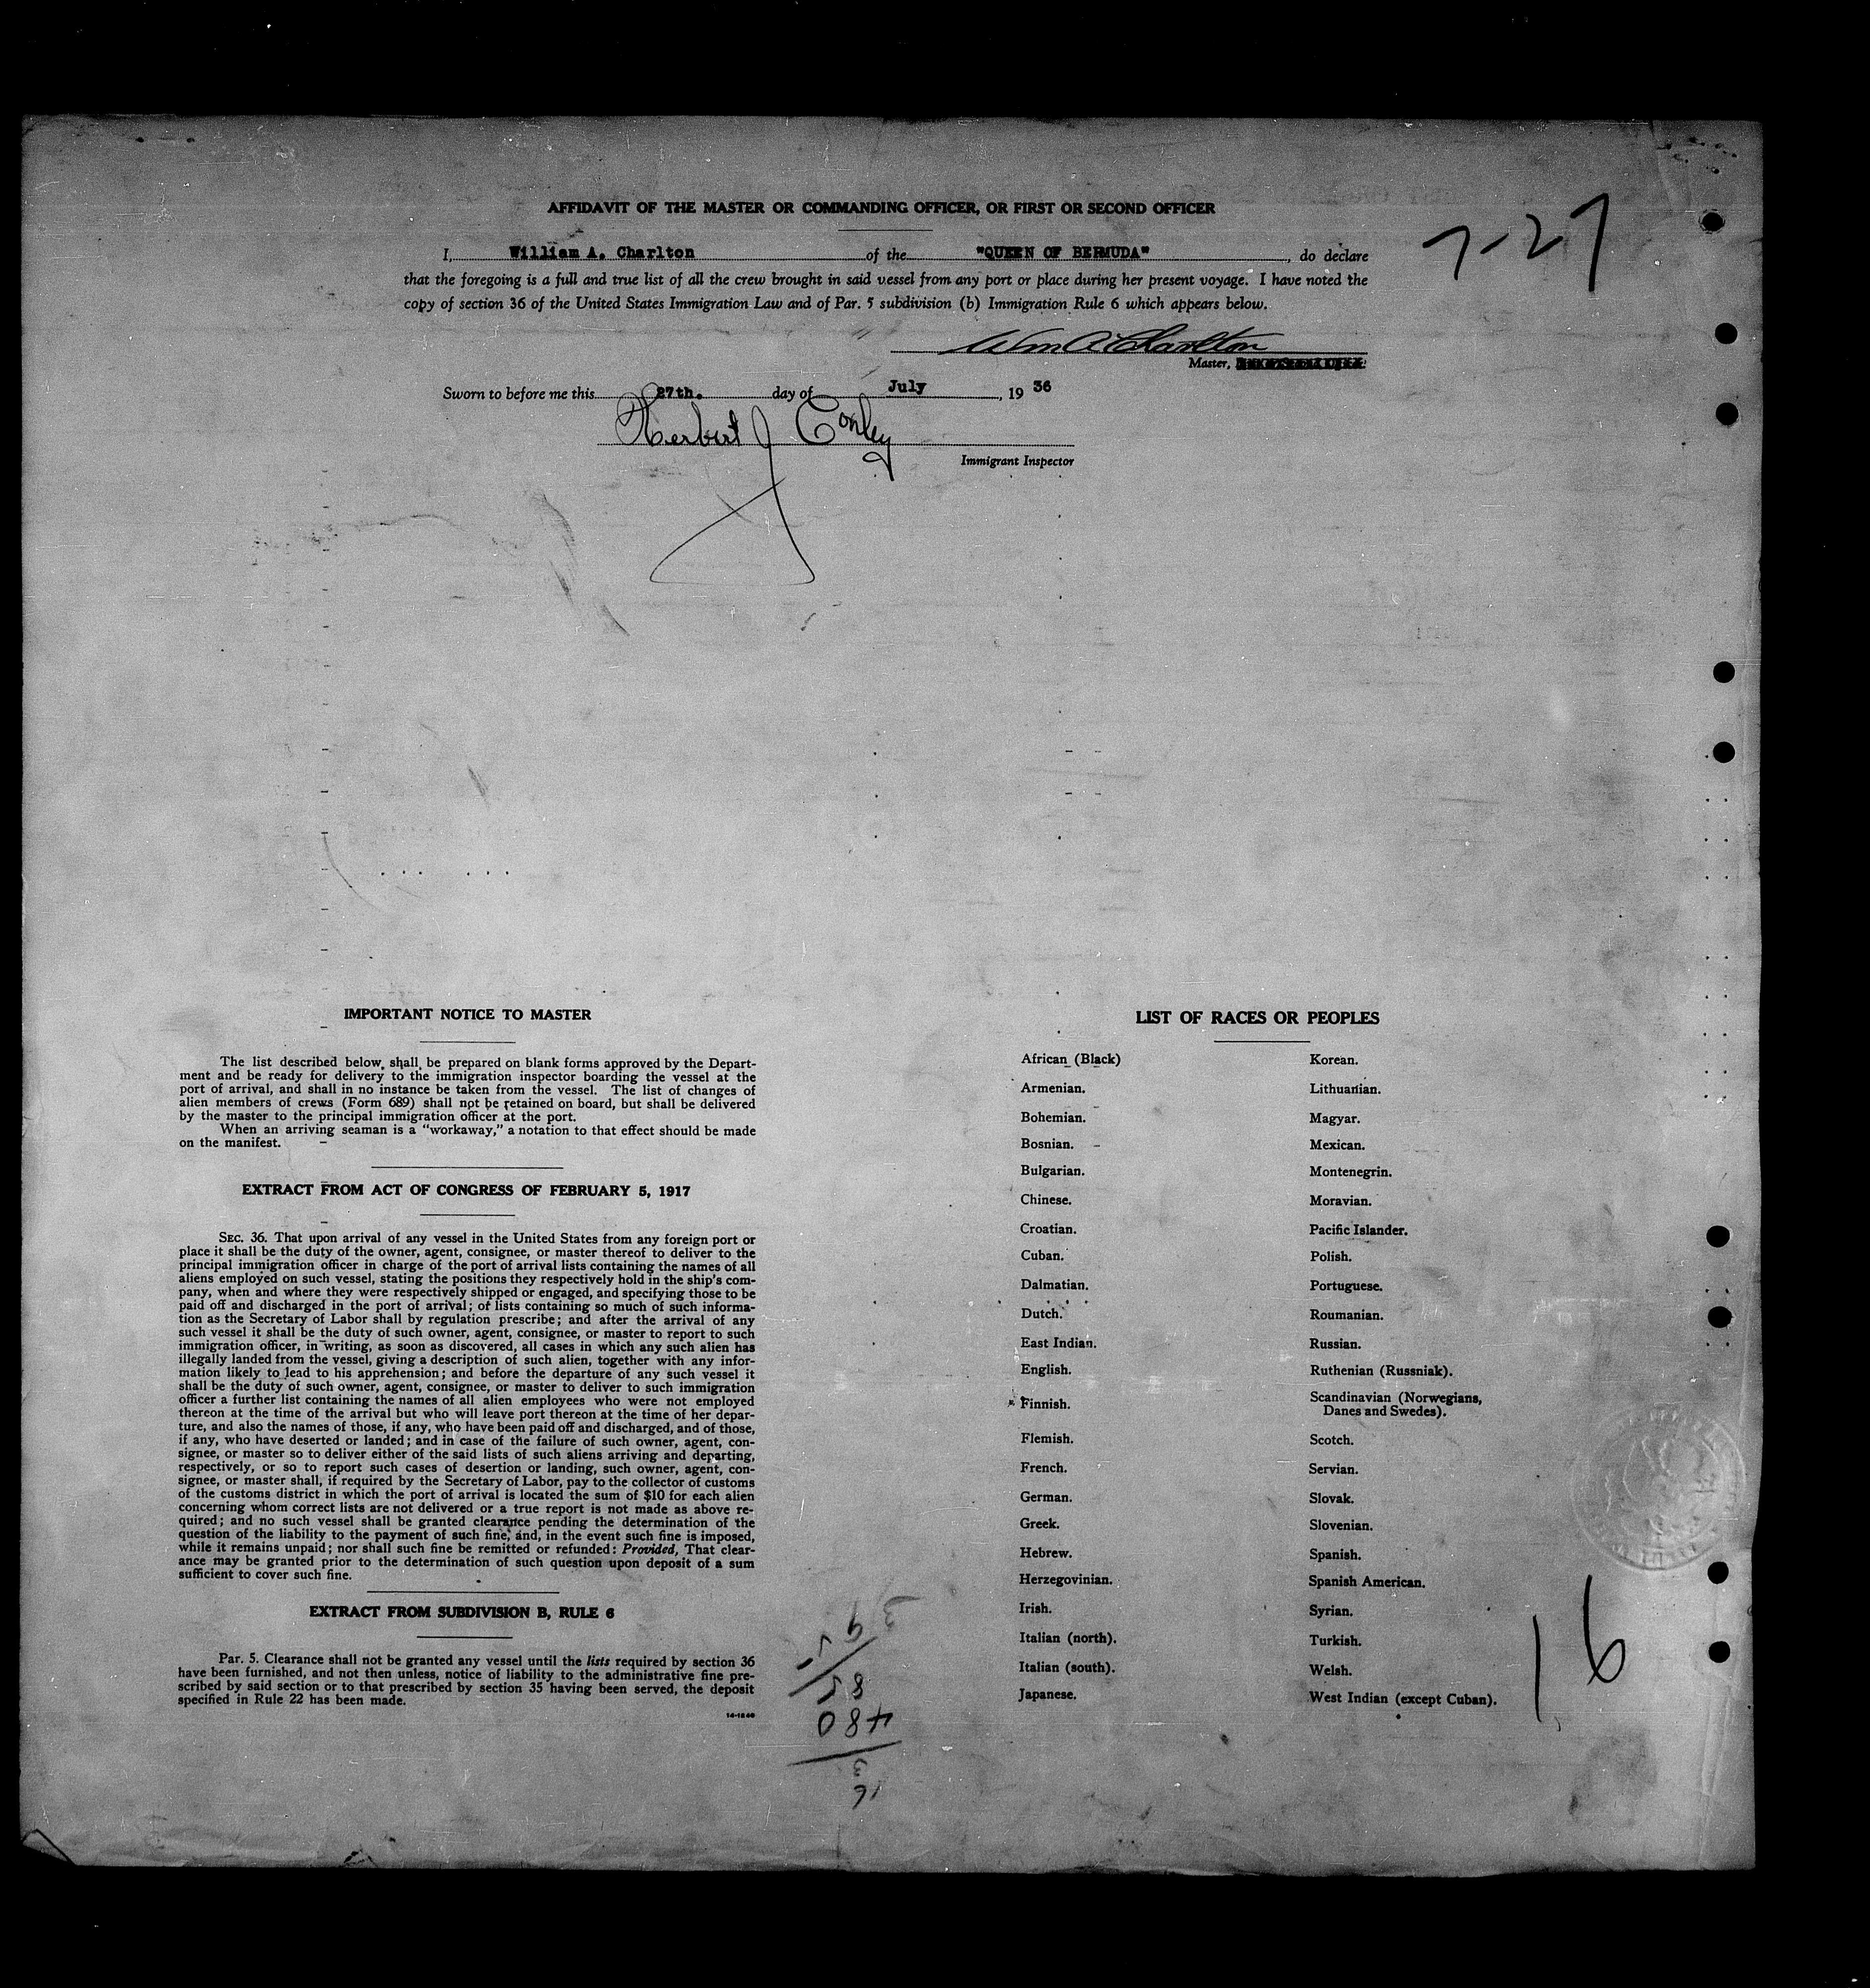 AFFIDAVIT OF THE MASTER OR COMMANDING OFFICER, OR FIRST OR SECOND OFFICER
7-27
I, William A. Charlton of the "QUEEN OF BERMUDA", do declare
that the foregoing is a full and true list of all the crew brought in said vessel from any port or place during her present voyage. I have noted the
copy of section 36 of the United States Immigration Law and of Par. 5 subdivision (b) Immigration Rule 6 which appears below.
Wm A Charlton
Master,
Sworn to before me this 27th. day of July, 19 36
Herbert J Conley
Immigrant Inspector
IMPORTANT NOTICE TO MASTER
The list described below shall be prepared on blank forms approved by the Depart-
ment and be ready for delivery to the immigration inspector boarding the vessel at the
port of arrival, and shall in no instance be taken from the vessel. The list of changes of
alien members of crews (Form 689) shall not be retained on board, but shall be delivered
by the master to the principal immigration officer at the port.
When an arriving seaman is a "workaway," a notation to that effect should be made
on the manifest.
EXTRACT FROM ACT OF CONGRESS OF FEBRUARY 5, 1917
SEC. 36. That upon arrival of any vessel in the United States from any foreign port or
place it shall be the duty of the owner, agent, consignee, or master thereof to deliver to the
principal immigration officer in charge of the port of arrival lists containing the names of all
aliens employed on such vessel, stating the positions they respectively hold in the ship's com-
pany, when and where they were respectively shipped or engaged, and specifying those to be
paid off and discharged in the port of arrival; or lists containing so much of such informa-
tion as the Secretary of Labor shall by regulation prescribe; and after the arrival of any
such vessel it shall be the duty of such owner, agent, consignee, or master to report to such
immigration officer, in writing, as soon as discovered, all cases in which any such alien has
illegally landed from the vessel, giving a description of such alien, together with any infor-
mation likely to lead to his apprehension; and before the departure of any such vessel it
shall be the duty of such owner, agent, consignee, or master to deliver to such immigration
officer a further list containing the names of all alien employees who were not employed
thereon at the time of the arrival but who will leave port thereon at the time of her depar-
ture, and also the names of those, if any, who have been paid off and discharged, and of those,
if any, who have deserted or landed; and in case of the failure of such owner, agent, con-
signee, or master so to deliver either of the said lists of such aliens arriving and departing,
respectively, or so to report such cases of desertion or landing, such owner, agent, con-
signee, or master shall, if required by the Secretary of Labor, pay to the collector of customs
of the customs district in which the port of arrival is located the sum of $10 for each alien
concerning whom correct lists are not delivered or a true report is not made as above re-
quired; and no such vessel shall be granted clearance pending the determination of the
question of the liability to the payment of such fine, and, in the event such fine is imposed,
while it remains unpaid; nor shall such fine be remitted or refunded: Provided, That clear-
ance may be granted prior to the determination of such question upon deposit of a sum
sufficient to cover such fine.
EXTRACT FROM SUBDIVISION B, RULE 6
Par. 5. Clearance shall not be granted any vessel until the lists required by section 36
have been furnished, and not then unless, notice of liability to the administrative fine pre-
scribed by said section or to that prescribed by section 35 having been served, the deposit
specified in Rule 22 has been made.
14-1240
LIST OF RACES OR PEOPLES
African (Black)
Armenian.
Bohemian.
Bosnian.
Bulgarian.
Chinese.
Croatian.
Cuban.
Dalmatian.
Dutch.
East Indian.
English.
Finnish.
Flemish.
French.
German.
Greek.
Hebrew.
Herzegovinian.
Irish.
Italian (north).
Italian (south).
Japanese.
Korean.
Lithuanian.
Magyar.
Mexican.
Montenegrin.
Moravian.
Pacific Islander.
Polish.
Portuguese.
Roumanian.
Russian.
Ruthenian (Russniak).
Scandinavian (Norwegians,
Danes and Swedes).
Scotch.
Servian.
Slovak.
Slovenian.
Spanish.
Spanish American.
Syrian.
Turkish.
Welsh.
West Indian (except Cuban).
16